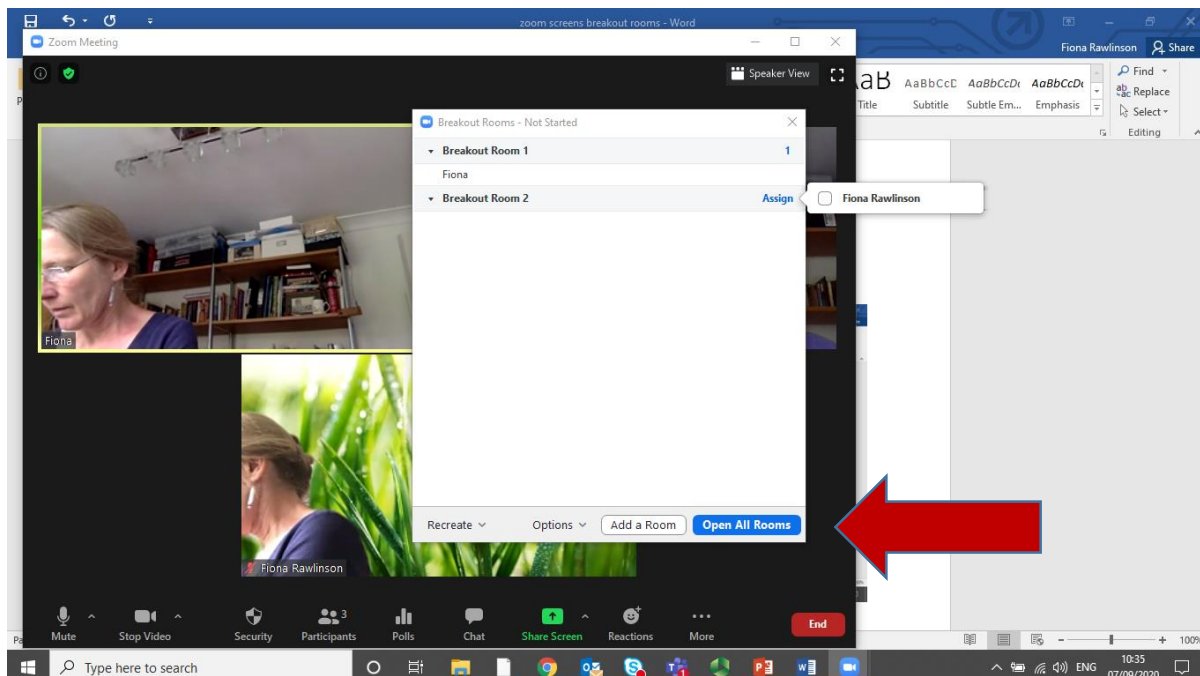 zoom screens breakout rooms - Word
Zoom Meeting
Fiona Rawlinson Share
Speaker View
Title Subtitle Subtle Em... Emphasis
AaBbCcD AaBbCcDt AaBbCcDt
Find
Replace
Select
Editing
Breakout Rooms - Not Started
Breakout Room 1 1
Fiona
Breakout Room 2 Assign
Fiona Rawlinson
Fiona
Recreate Options Add a Room Open All Rooms
Fiona Rawlinson
3
Mute Stop Video Security Participants Polls Chat Share Screen Reactions More End
100%
Type here to search
ENG 10:35
07/09/2020